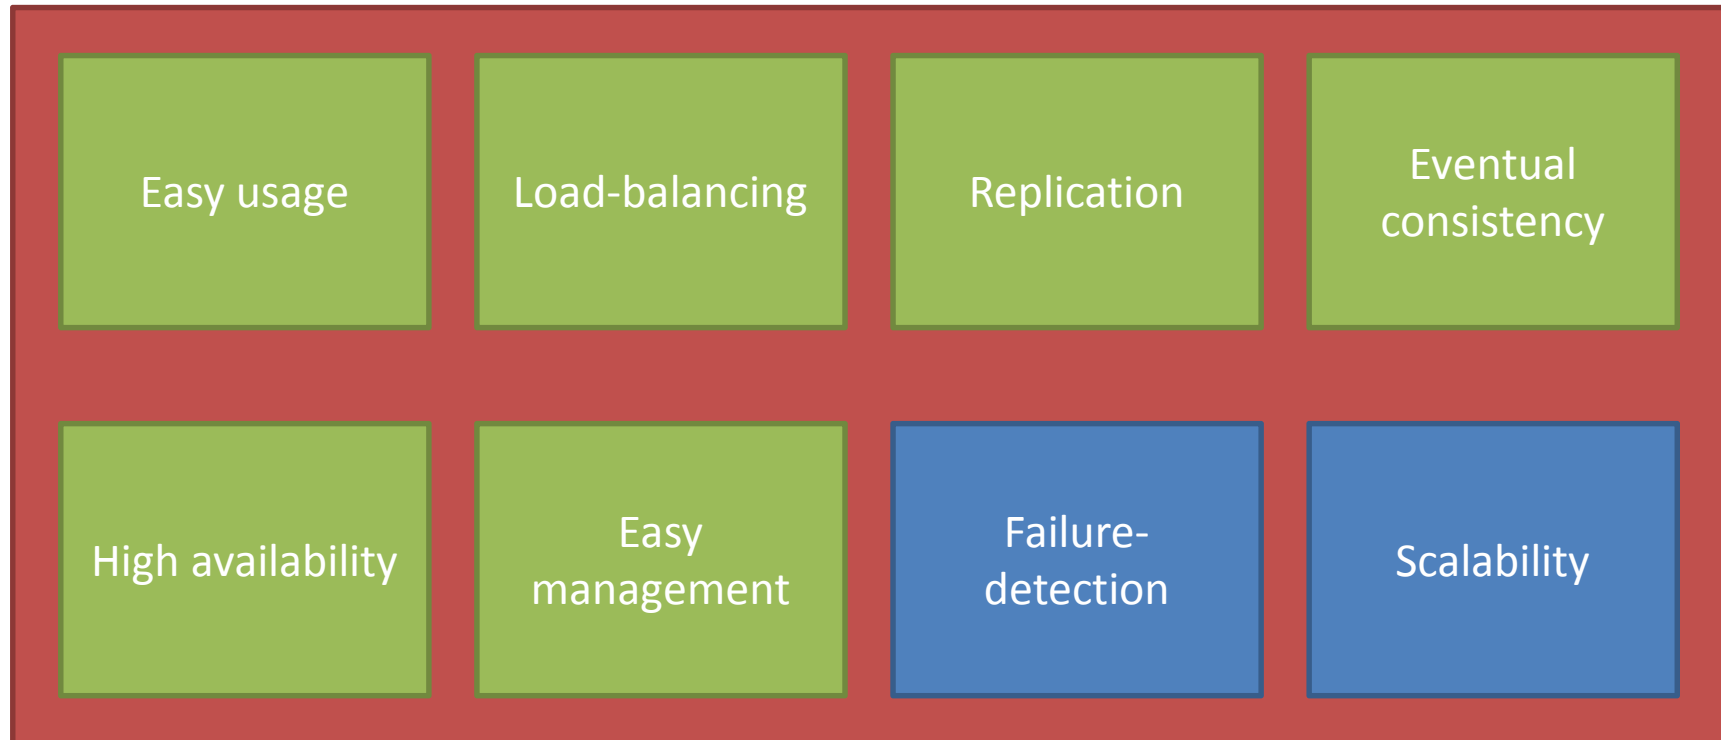 Easy usage
Load-balancing
Replication
Eventual
consistency
High availability
Easy
management
Failure-
detection
Scalability